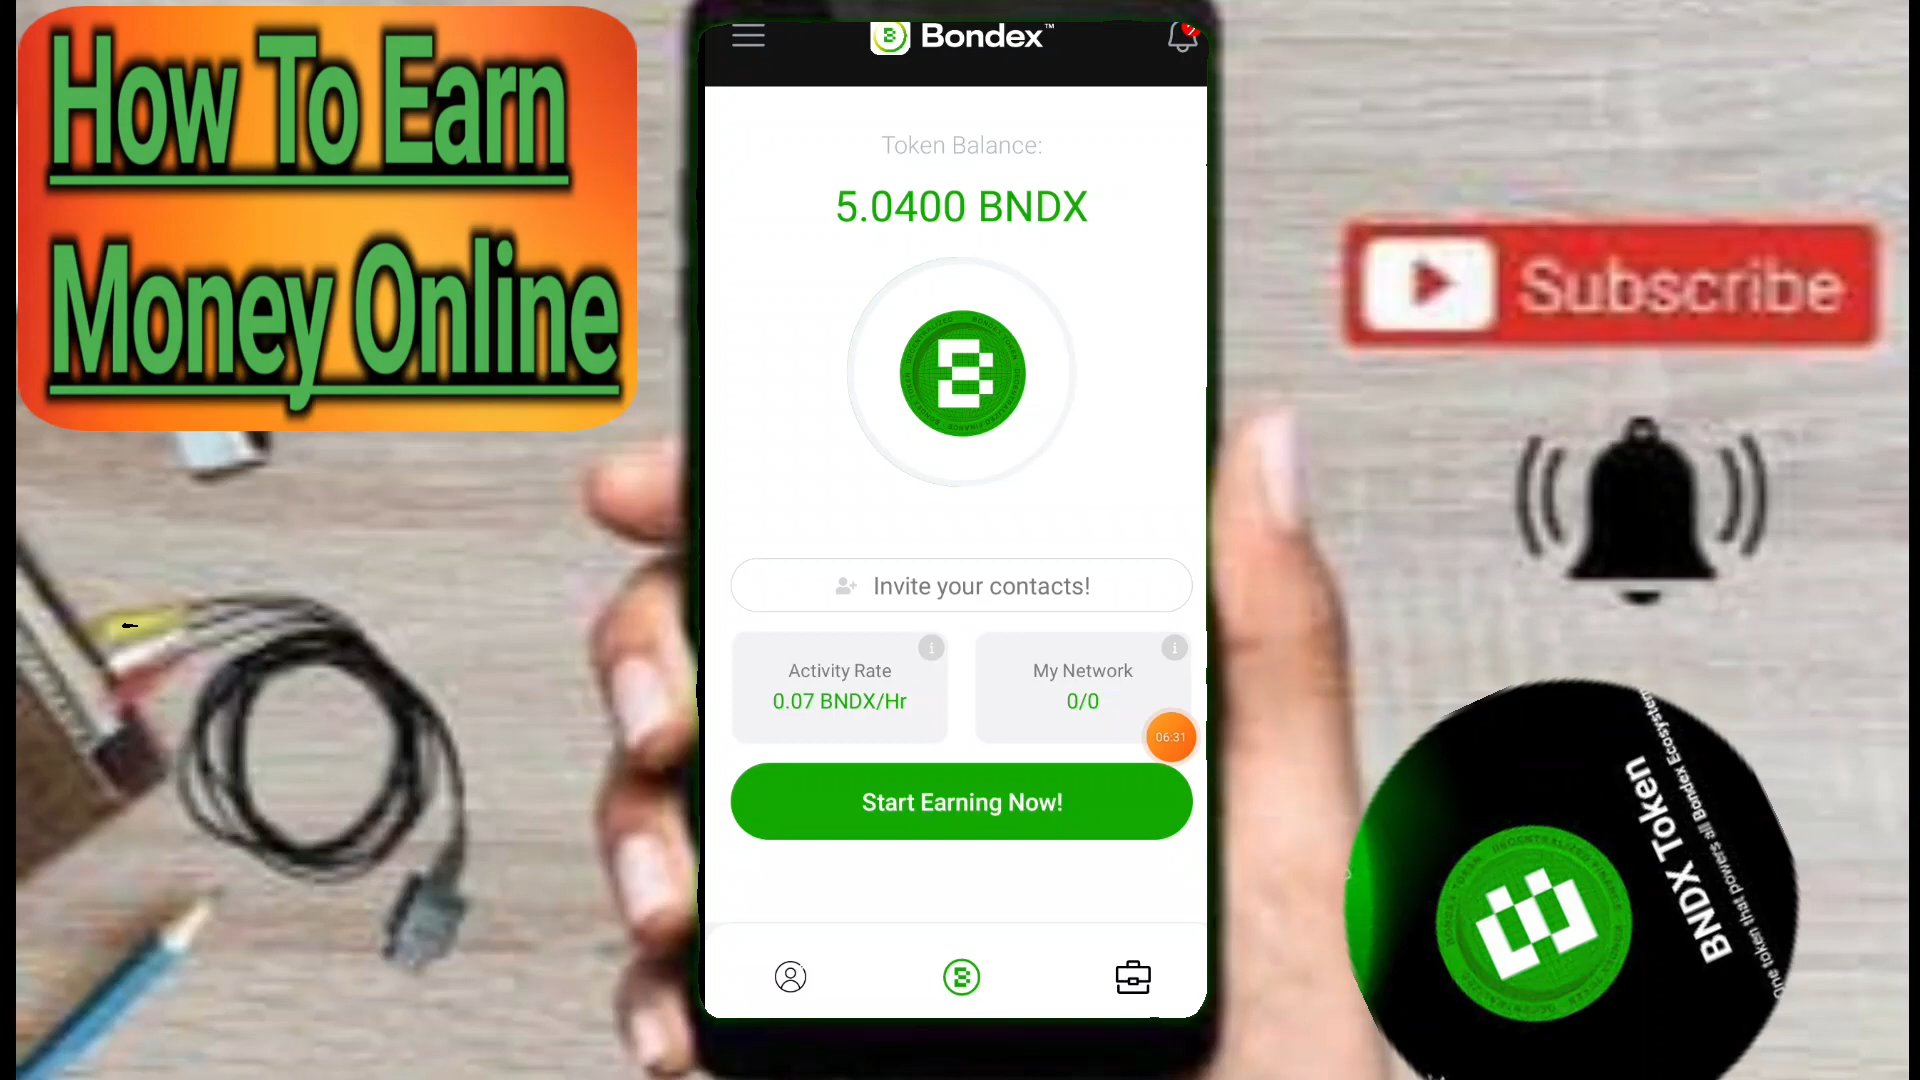 How To Earn
Money Online
Bondex™
Token Balance:
5.0400 BNDX
Invite your contacts!
Activity Rate
0.07 BNDX/Hr
My Network
0/0
06:31
Start Earning Now!
Subscribe
BNDX Token
One token that powers all Bondex Ecosystem